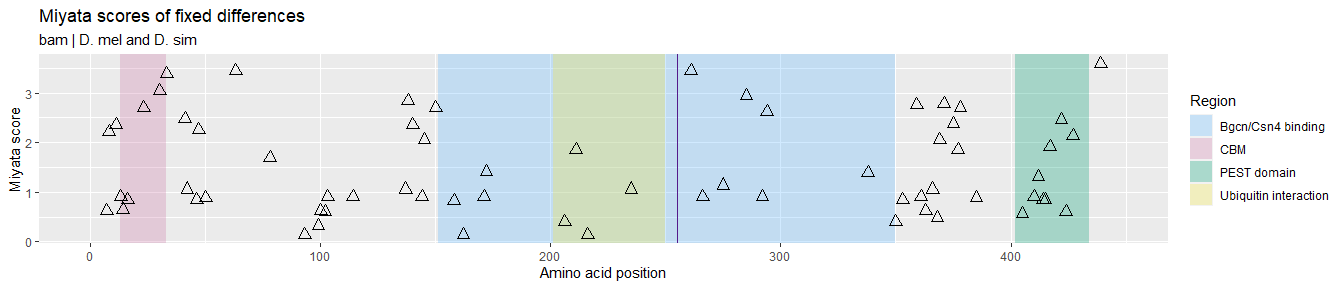 Miyata scores of fixed differences
bam | D. mel and D. sim
Miyata score
3
2
1
0
0 100 200 300 400
Amino acid position
Region
Bgcn/Csn4 binding
CBM
PEST domain
Ubiquitin interaction